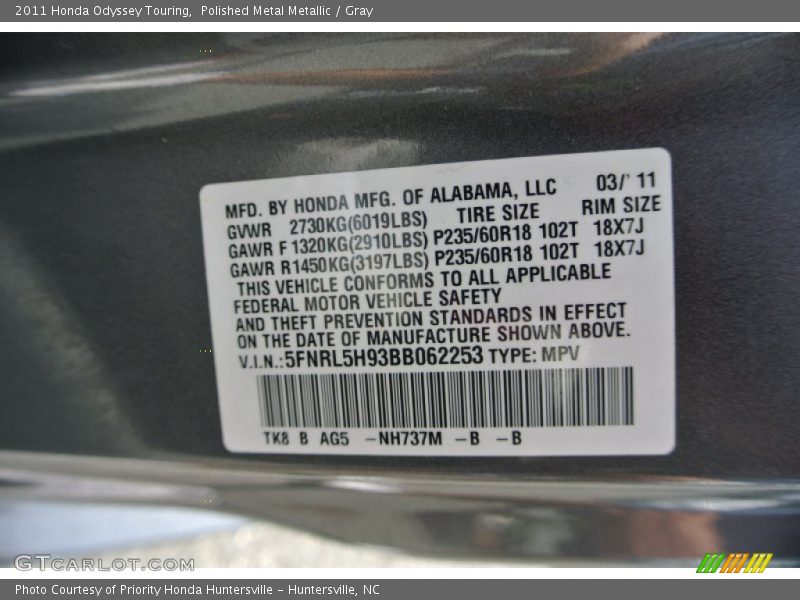 2011 Honda Odyssey Touring, Polished Metal Metallic / Gray
MFD. BY HONDA MFG. OF ALABAMA, LLC 03/' 11
GVWR 2730KG(6019LBS) TIRE SIZE RIM SIZE
GAWR F 1320KG(2910LBS) P235/60R18 102T 18X7J
GAWR R1450KG(3197LBS) P235/60R18 102T 18X7J
THIS VEHICLE CONFORMS TO ALL APPLICABLE
FEDERAL MOTOR VEHICLE SAFETY
AND THEFT PREVENTION STANDARDS IN EFFECT
ON THE DATE OF MANUFACTURE SHOWN ABOVE.
V.I.N.:5FNRL5H93BB062253 TYPE: MPV
TK8 B AG5 -NH737M -B -B
GTCARLOT.COM
Photo Courtesy of Priority Honda Huntersville - Huntersville, NC